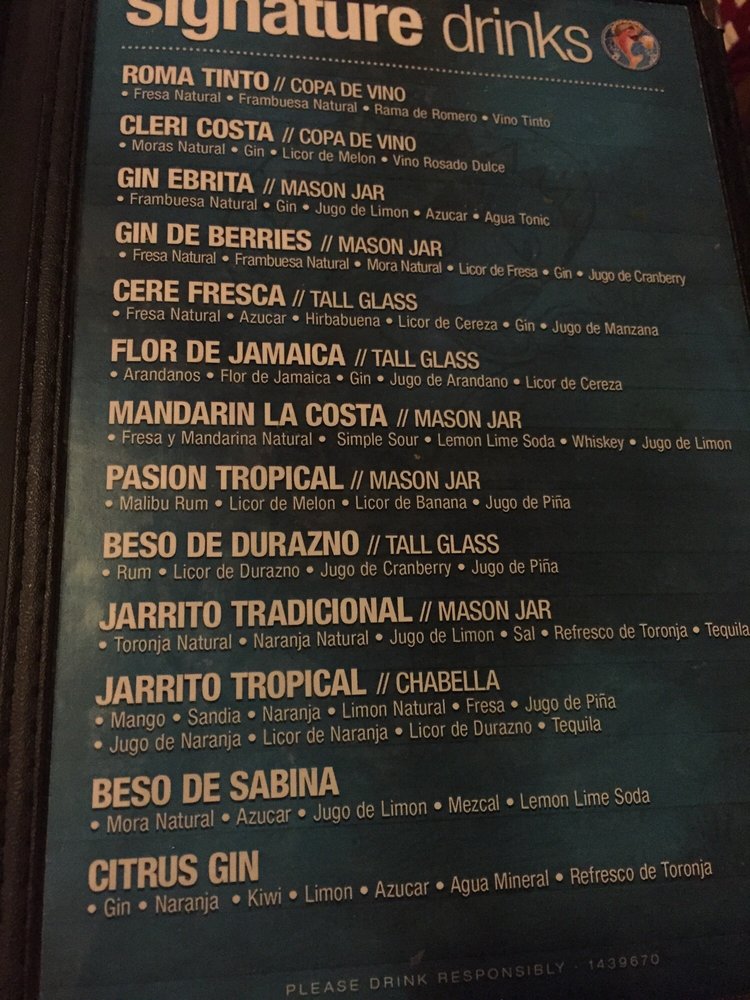 signature drinks
ROMA TINTO // COPA DE VINO
• Fresa Natural • Frambuesa Natural • Rama de Romero • Vino Tinto
CLERI COSTA // COPA DE VINO
• Moras Natural • Gin • Licor de Melon • Vino Rosado Dulce
GIN EBRITA // MASON JAR
• Frambuesa Natural • Gin • Jugo de Limon • Azucar • Agua Tonic
GIN DE BERRIES // MASON JAR
• Fresa Natural • Frambuesa Natural • Mora Natural • Licor de Fresa • Gin • Jugo de Cranberry
CERE FRESCA // TALL GLASS
• Fresa Natural • Azucar • Hirbabuena • Licor de Cereza • Gin • Jugo de Manzana
FLOR DE JAMAICA // TALL GLASS
• Arandanos • Flor de Jamaica • Gin • Jugo de Arandano • Licor de Cereza
MANDARIN LA COSTA // MASON JAR
• Fresa y Mandarina Natural • Simple Sour • Lemon Lime Soda • Whiskey • Jugo de Limon
PASION TROPICAL // MASON JAR
• Malibu Rum • Licor de Melon • Licor de Banana • Jugo de Piña
BESO DE DURAZNO // TALL GLASS
• Rum • Licor de Durazno • Jugo de Cranberry • Jugo de Piña
JARRITO TRADICIONAL // MASON JAR
• Toronja Natural • Naranja Natural • Jugo de Limon • Sal • Refresco de Toronja • Tequila
JARRITO TROPICAL // CHABELLA
• Mango • Sandia • Naranja • Limon Natural • Fresa • Jugo de Piña
• Jugo de Naranja • Licor de Naranja • Licor de Durazno • Tequila
BESO DE SABINA
• Mora Natural • Azucar • Jugo de Limon • Mezcal • Lemon Lime Soda
CITRUS GIN
• Gin • Naranja • Kiwi • Limon • Azucar • Agua Mineral • Refresco de Toronja
PLEASE DRINK RESPONSIBLY · 1439670